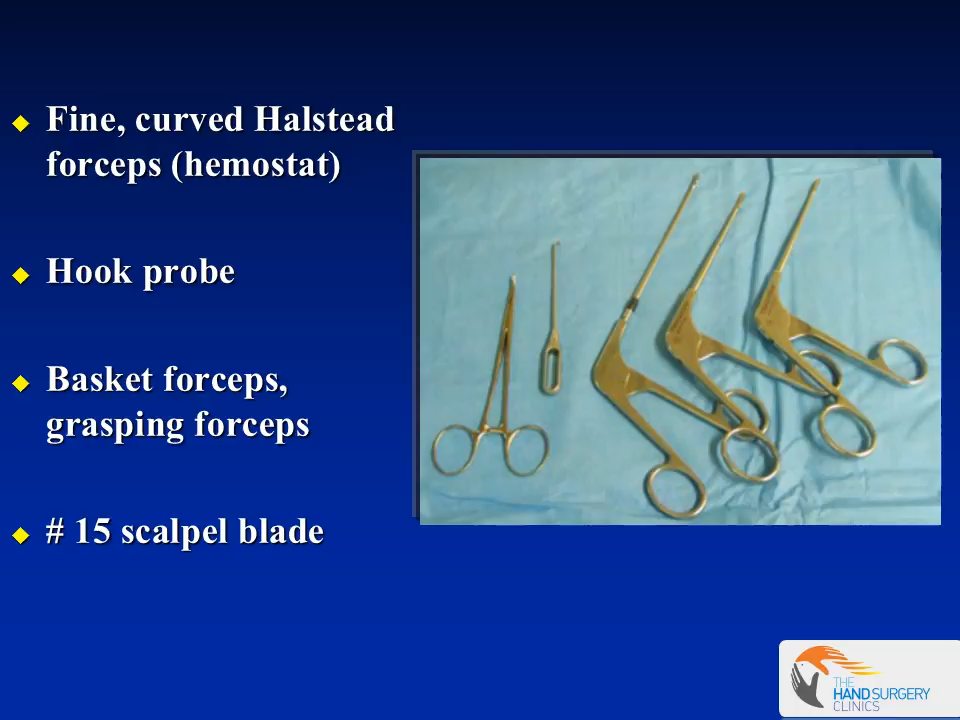 Fine, curved Halstead
forceps (hemostat)
Hook probe
Basket forceps,
grasping forceps
# 15 scalpel blade
THE
HAND SURGERY
CLINICS